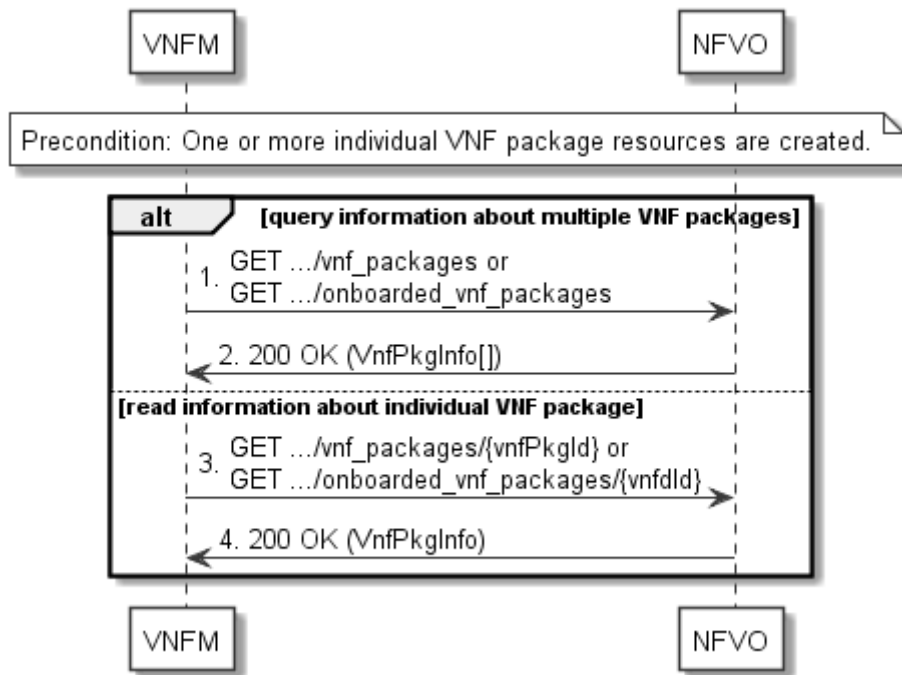 VNFM NFVO
Precondition: One or more individual VNF package resources are created.
alt [query information about multiple VNF packages]
1. GET .../vnf_packages or
GET .../onboarded_vnf_packages
2. 200 OK (VnfPkgInfo[])
[read information about individual VNF package]
3. GET .../vnf_packages/{vnfPkgId} or
GET .../onboarded_vnf_packages/{vnfdId}
4. 200 OK (VnfPkgInfo)
VNFM NFVO